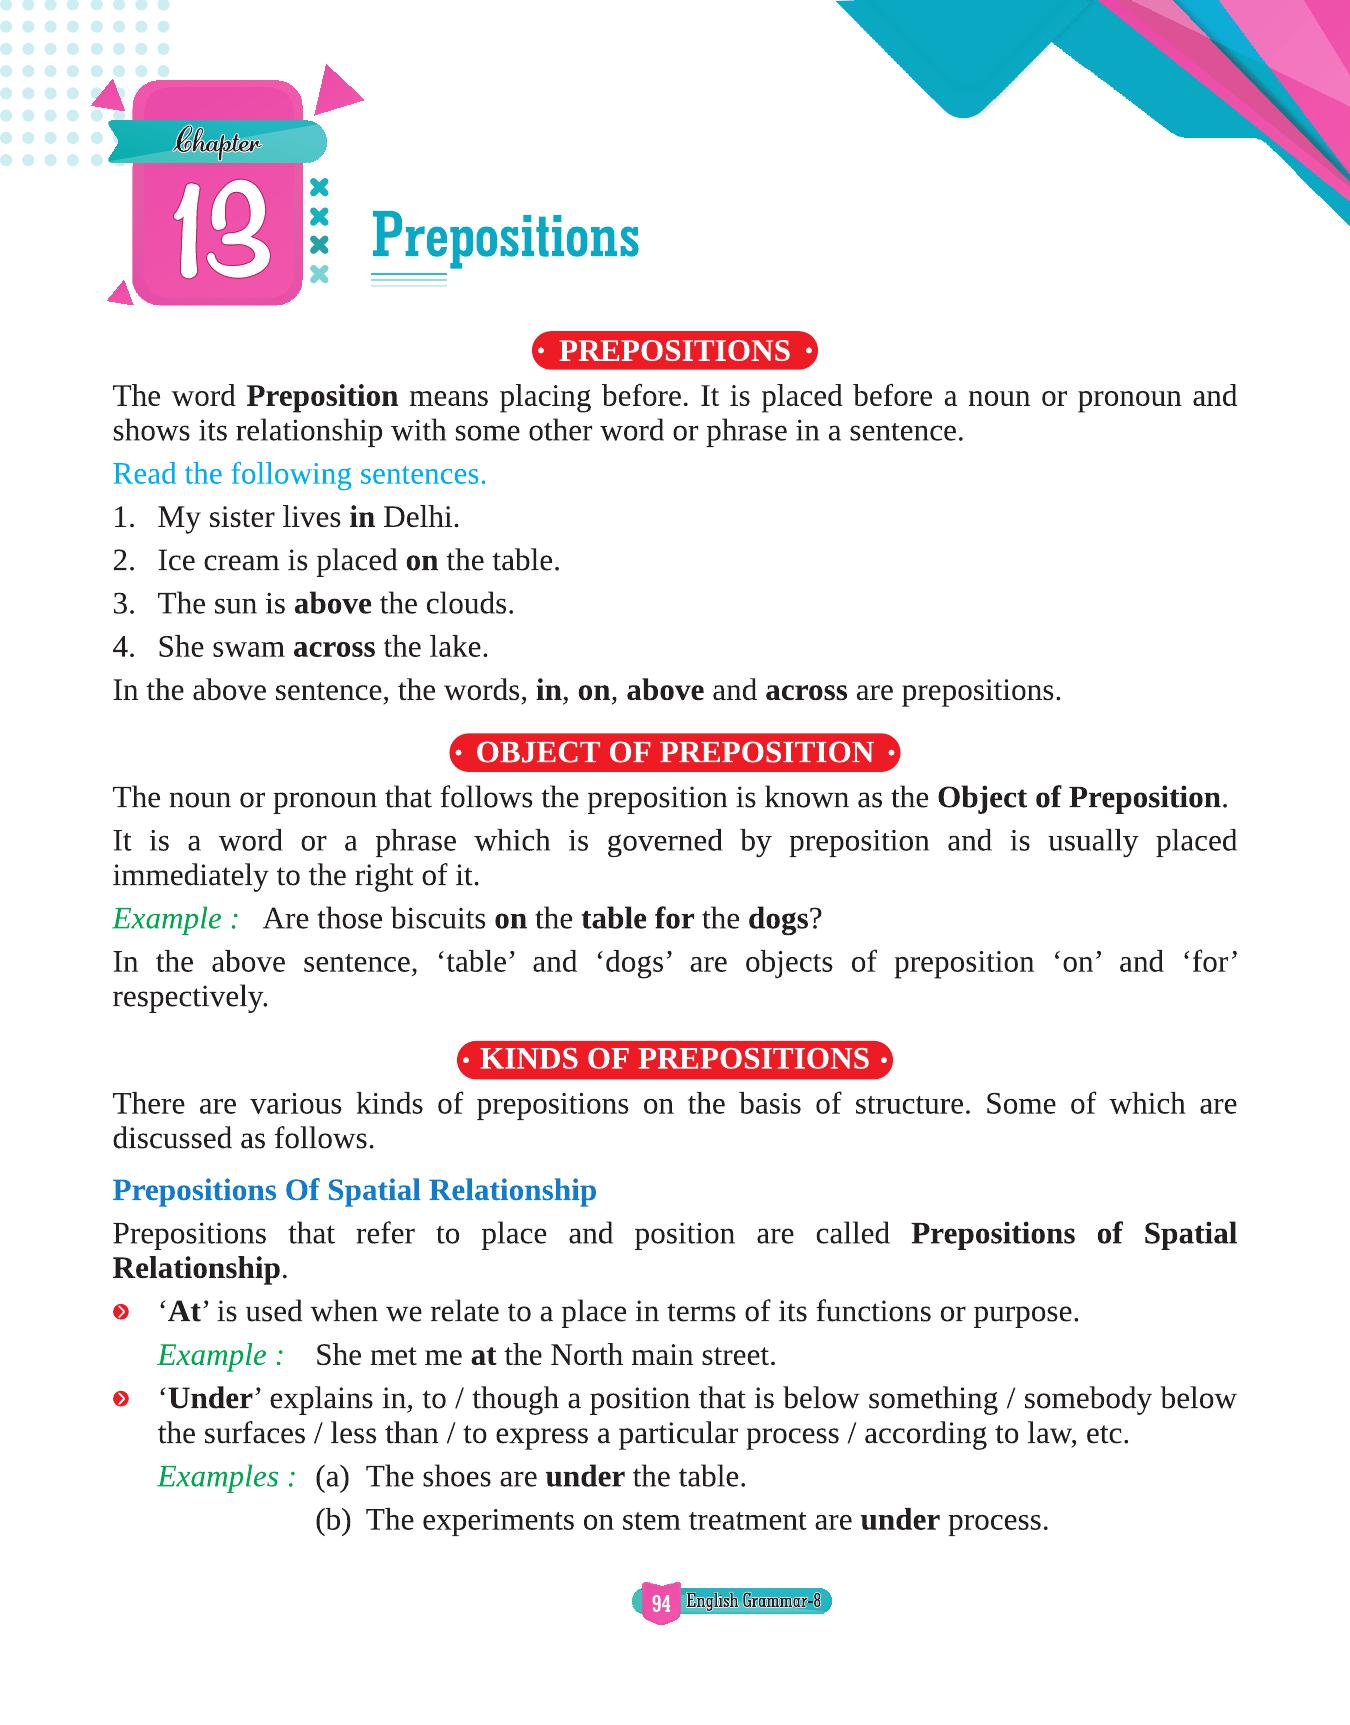 Chapter
13
Prepositions
• PREPOSITIONS •
The word Preposition means placing before. It is placed before a noun or pronoun and
shows its relationship with some other word or phrase in a sentence.
Read the following sentences.
1. My sister lives in Delhi.
2. Ice cream is placed on the table.
3. The sun is above the clouds.
4. She swam across the lake.
In the above sentence, the words, in, on, above and across are prepositions.
• OBJECT OF PREPOSITION •
The noun or pronoun that follows the preposition is known as the Object of Preposition.
It is a word or a phrase which is governed by preposition and is usually placed
immediately to the right of it.
Example : Are those biscuits on the table for the dogs?
In the above sentence, ‘table’ and ‘dogs’ are objects of preposition ‘on’ and ‘for’
respectively.
• KINDS OF PREPOSITIONS •
There are various kinds of prepositions on the basis of structure. Some of which are
discussed as follows.
Prepositions Of Spatial Relationship
Prepositions that refer to place and position are called Prepositions of Spatial
Relationship.
‘At’ is used when we relate to a place in terms of its functions or purpose.
Example : She met me at the North main street.
‘Under’ explains in, to / though a position that is below something / somebody below
the surfaces / less than / to express a particular process / according to law, etc.
Examples : (a) The shoes are under the table.
(b) The experiments on stem treatment are under process.
94 English Grammar-8